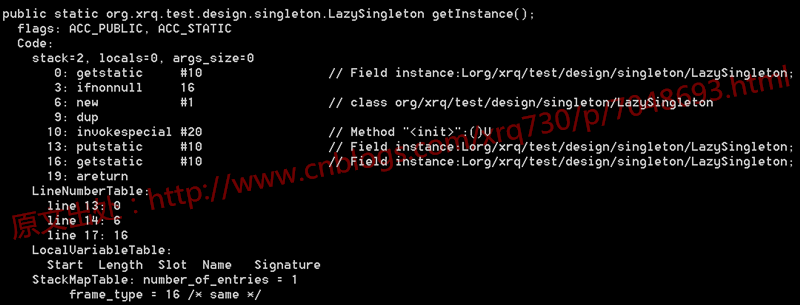 public static org.xrq.test.design.singleton.LazySingleton getInstance();
flags: ACC_PUBLIC, ACC_STATIC
Code:
stack=2, locals=0, args_size=0
0: getstatic #10 // Field instance:Lorg/xrq/test/design/singleton/LazySingleton;
3: ifnonnull 16
6: new #1 // class org/xrq/test/design/singleton/LazySingleton
9: dup
10: invokespecial #20 // Method "<init>":()V
13: putstatic #10 // Field instance:Lorg/xrq/test/design/singleton/LazySingleton;
16: getstatic #10 // Field instance:Lorg/xrq/test/design/singleton/LazySingleton;
19: areturn
LineNumberTable:
line 13: 0
line 14: 6
line 17: 16
LocalVariableTable:
Start Length Slot Name Signature
StackMapTable: number_of_entries = 1
frame_type = 16 /* same */
原文出处:http://www.cnblogs.com/xrq730/p/7048693.html